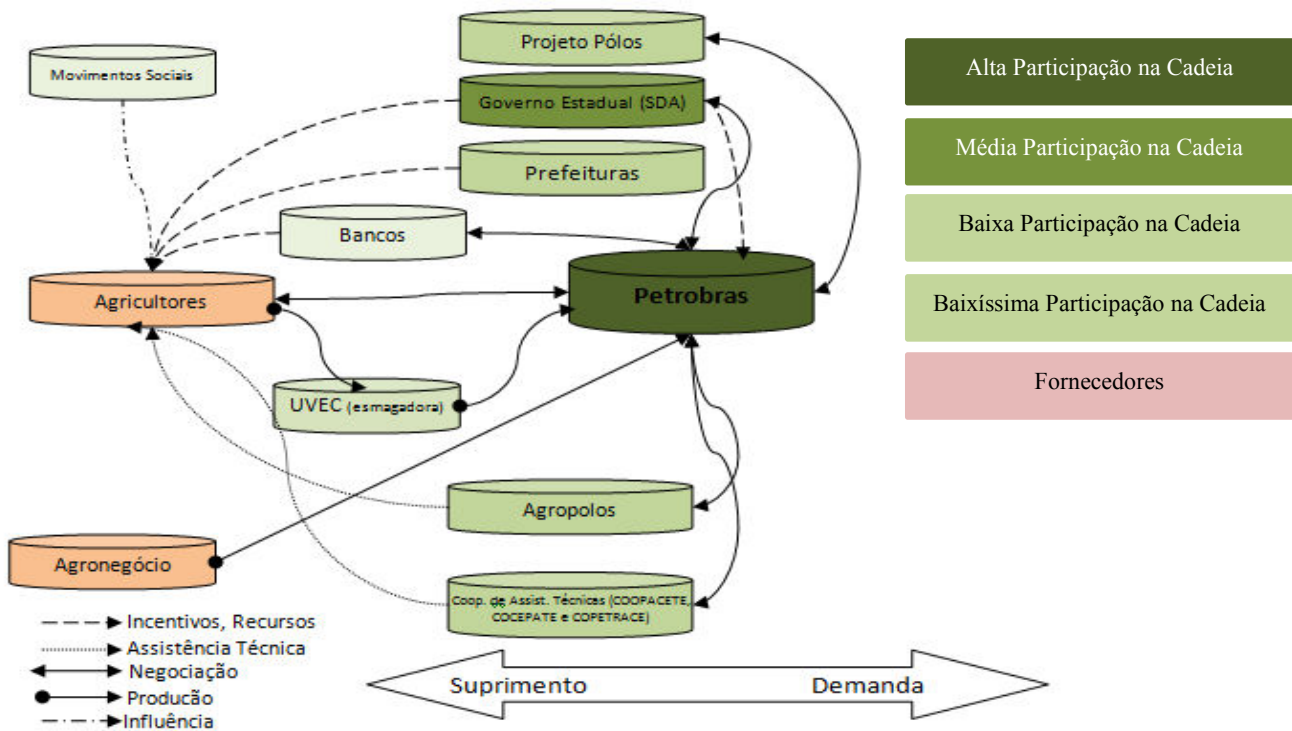 Projeto Pólos
Movimentos Sociais
Governo Estadual (SDA)
Prefeituras
Bancos
Agricultores
Petrobras
UVEC (esmagadora)
Agropolos
Agronegócio
Coop. de Assist. Técnicas (COOPACETE,
COCEPATE e COPETRACE)
Incentivos, Recursos
Assistência Técnica
Negociação
Producão
Influência
Suprimento Demanda
Alta Participação na Cadeia
Média Participação na Cadeia
Baixa Participação na Cadeia
Baixíssima Participação na Cadeia
Fornecedores